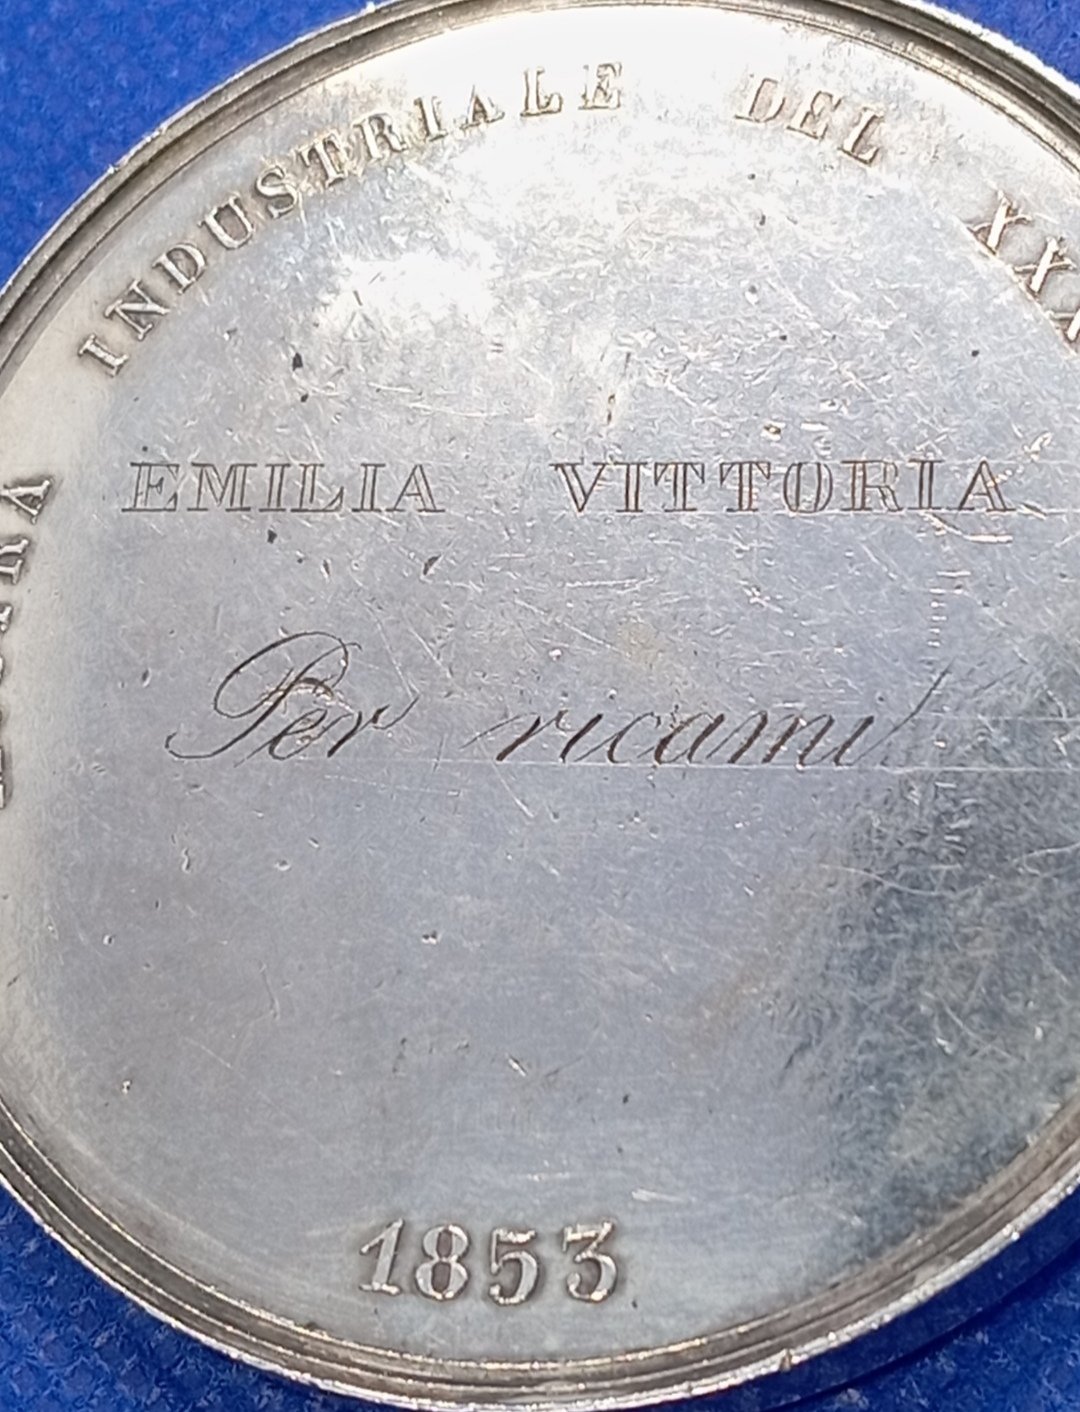 INDUSTRIALE DEL
EMILIA VITTORIA
Per ricami
1853